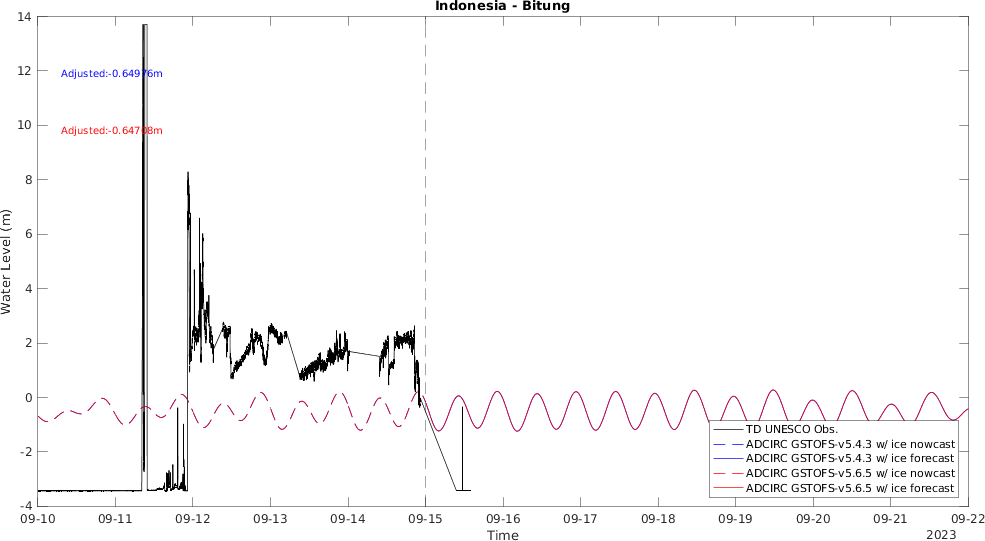 Indonesia - Bitung
14
12
10
8
6
4
2
0
-2
-4
Water Level (m)
Adjusted:-0.64976m
Adjusted:-0.64708m
TD UNESCO Obs.
ADCIRC GSTOFS-v5.4.3 w/ ice nowcast
ADCIRC GSTOFS-v5.4.3 w/ ice forecast
ADCIRC GSTOFS-v5.6.5 w/ ice nowcast
ADCIRC GSTOFS-v5.6.5 w/ ice forecast
09-10 09-11 09-12 09-13 09-14 09-15 09-16 09-17 09-18 09-19 09-20 09-21 09-22
Time
2023